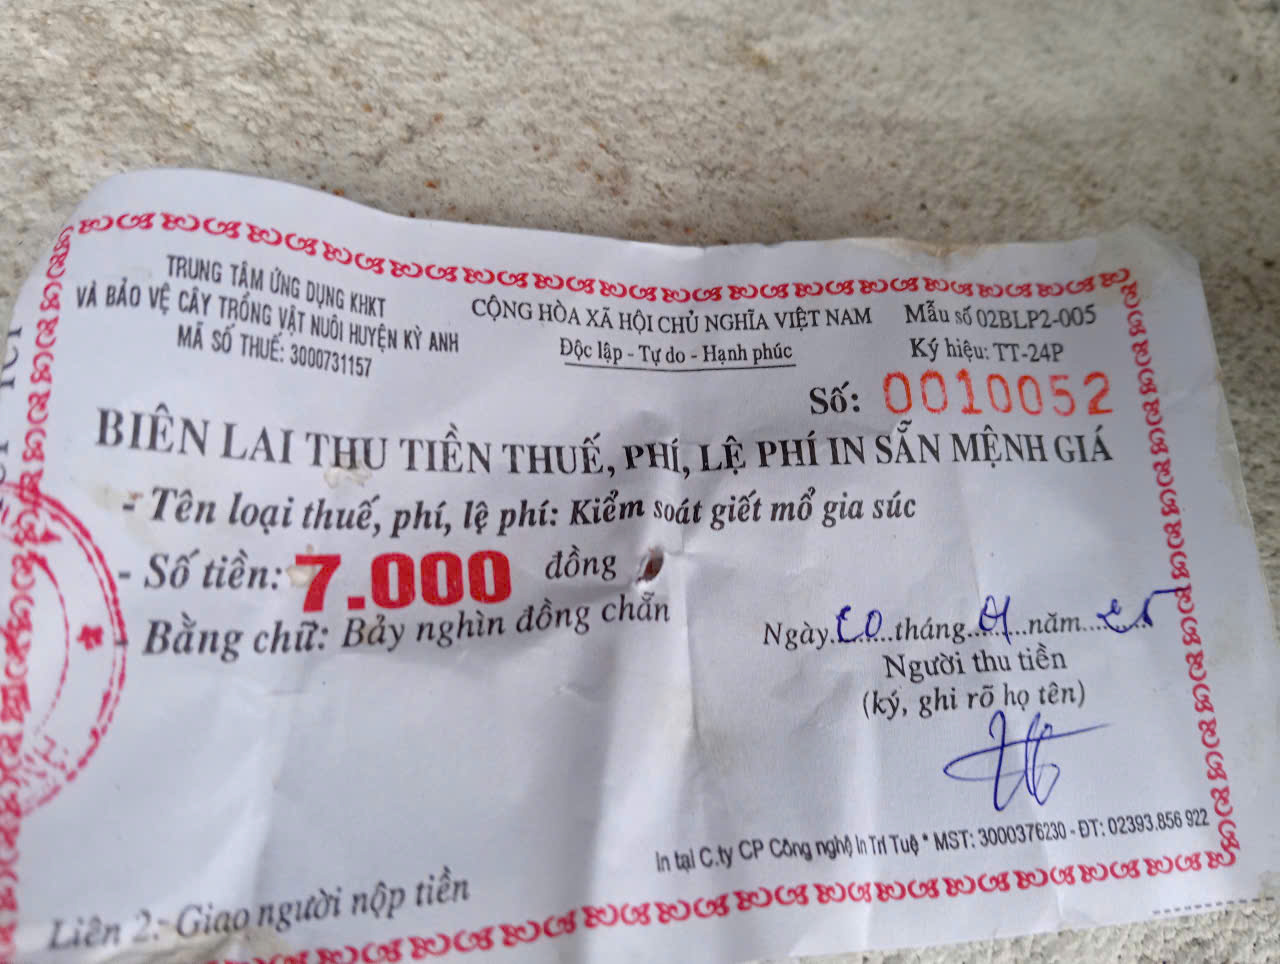 TRUNG TÂM ỨNG DỤNG KHKT
VÀ BẢO VỆ CÂY TRỒNG VẬT NUÔI HUYỆN KỲ ANH
MÃ SỐ THUẾ: 3000731157
CỘNG HÒA XÃ HỘI CHỦ NGHĨA VIỆT NAM
Độc lập - Tự do - Hạnh phúc
Mẫu số 02BLP2-005
Ký hiệu: TT-24P
Số: 0010052
BIÊN LAI THU TIỀN THUẾ, PHÍ, LỆ PHÍ IN SẴN MỆNH GIÁ
- Tên loại thuế, phí, lệ phí: Kiểm soát giết mổ gia súc
- Số tiền: 7.000 đồng
- Bằng chữ: Bảy nghìn đồng chẵn
Ngày..20..tháng..01..năm..25
Người thu tiền
(ký, ghi rõ họ tên)
In tại C.ty CP Công nghệ In Trí Tuệ * MST: 3000376230 - ĐT: 02393.856 922
Liên 2: Giao người nộp tiền